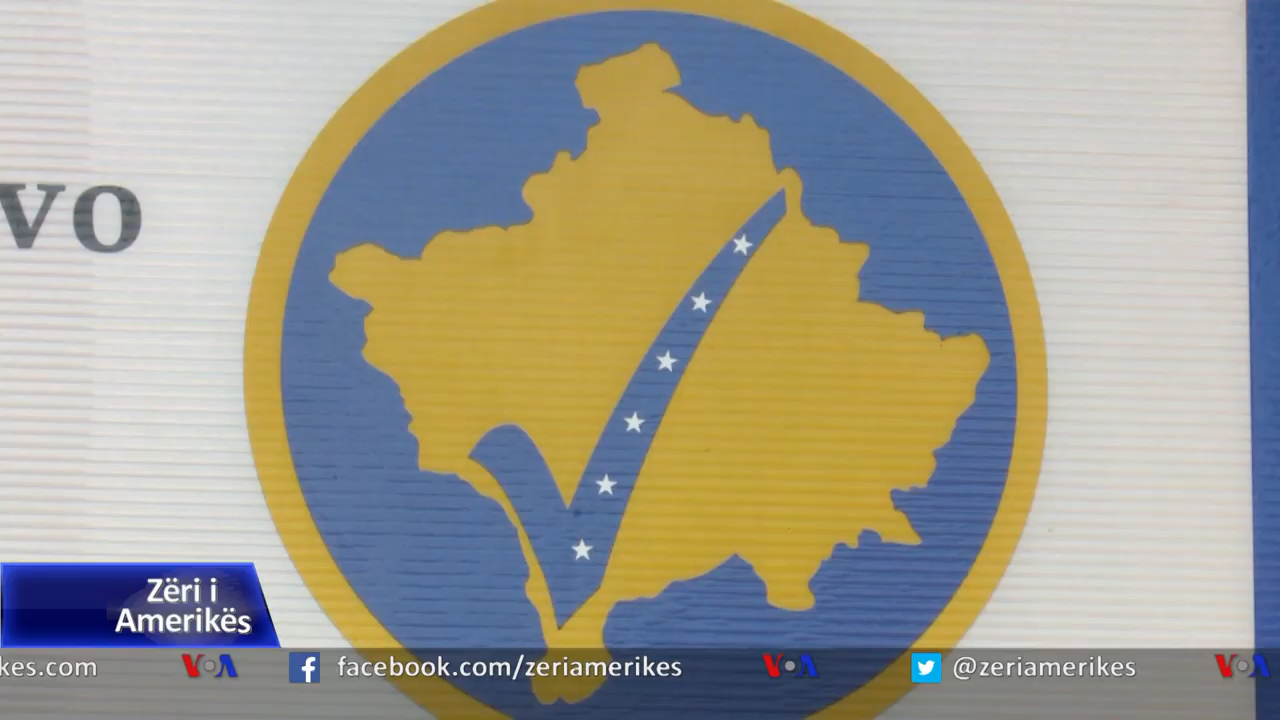 vo
Zëri i
Amerikës
kes.com
VOA
facebook.com/zeriamerikes
VOA
@zeriamerikes
VOA